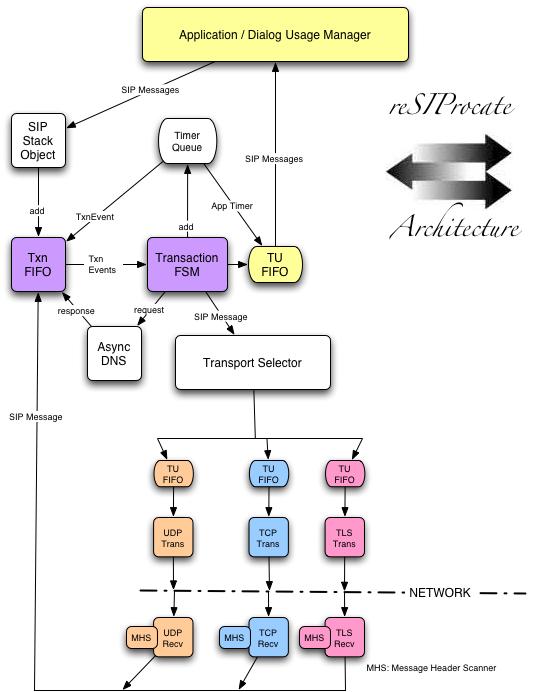 Application / Dialog Usage Manager
SIP Messages
reSIProcate
SIP
Stack
Object
Timer
Queue
SIP Messages
add
TxnEvent
App Timer
add
Architecture
Txn
FIFO
Txn
Events
Transaction
FSM
TU
FIFO
response
request
SIP Message
Async
DNS
Transport Selector
SIP Message
TU
FIFO
TU
FIFO
TU
FIFO
UDP
Trans
TCP
Trans
TLS
Trans
NETWORK
MHS
UDP
Recv
MHS
TCP
Recv
MHS
TLS
Recv
MHS: Message Header Scanner